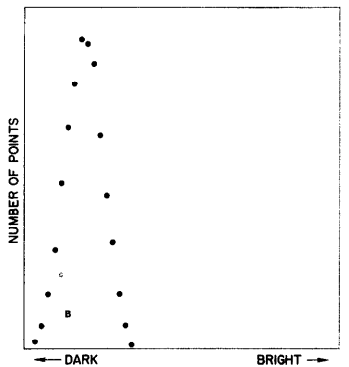 NUMBER OF POINTS
B
← DARK
BRIGHT →